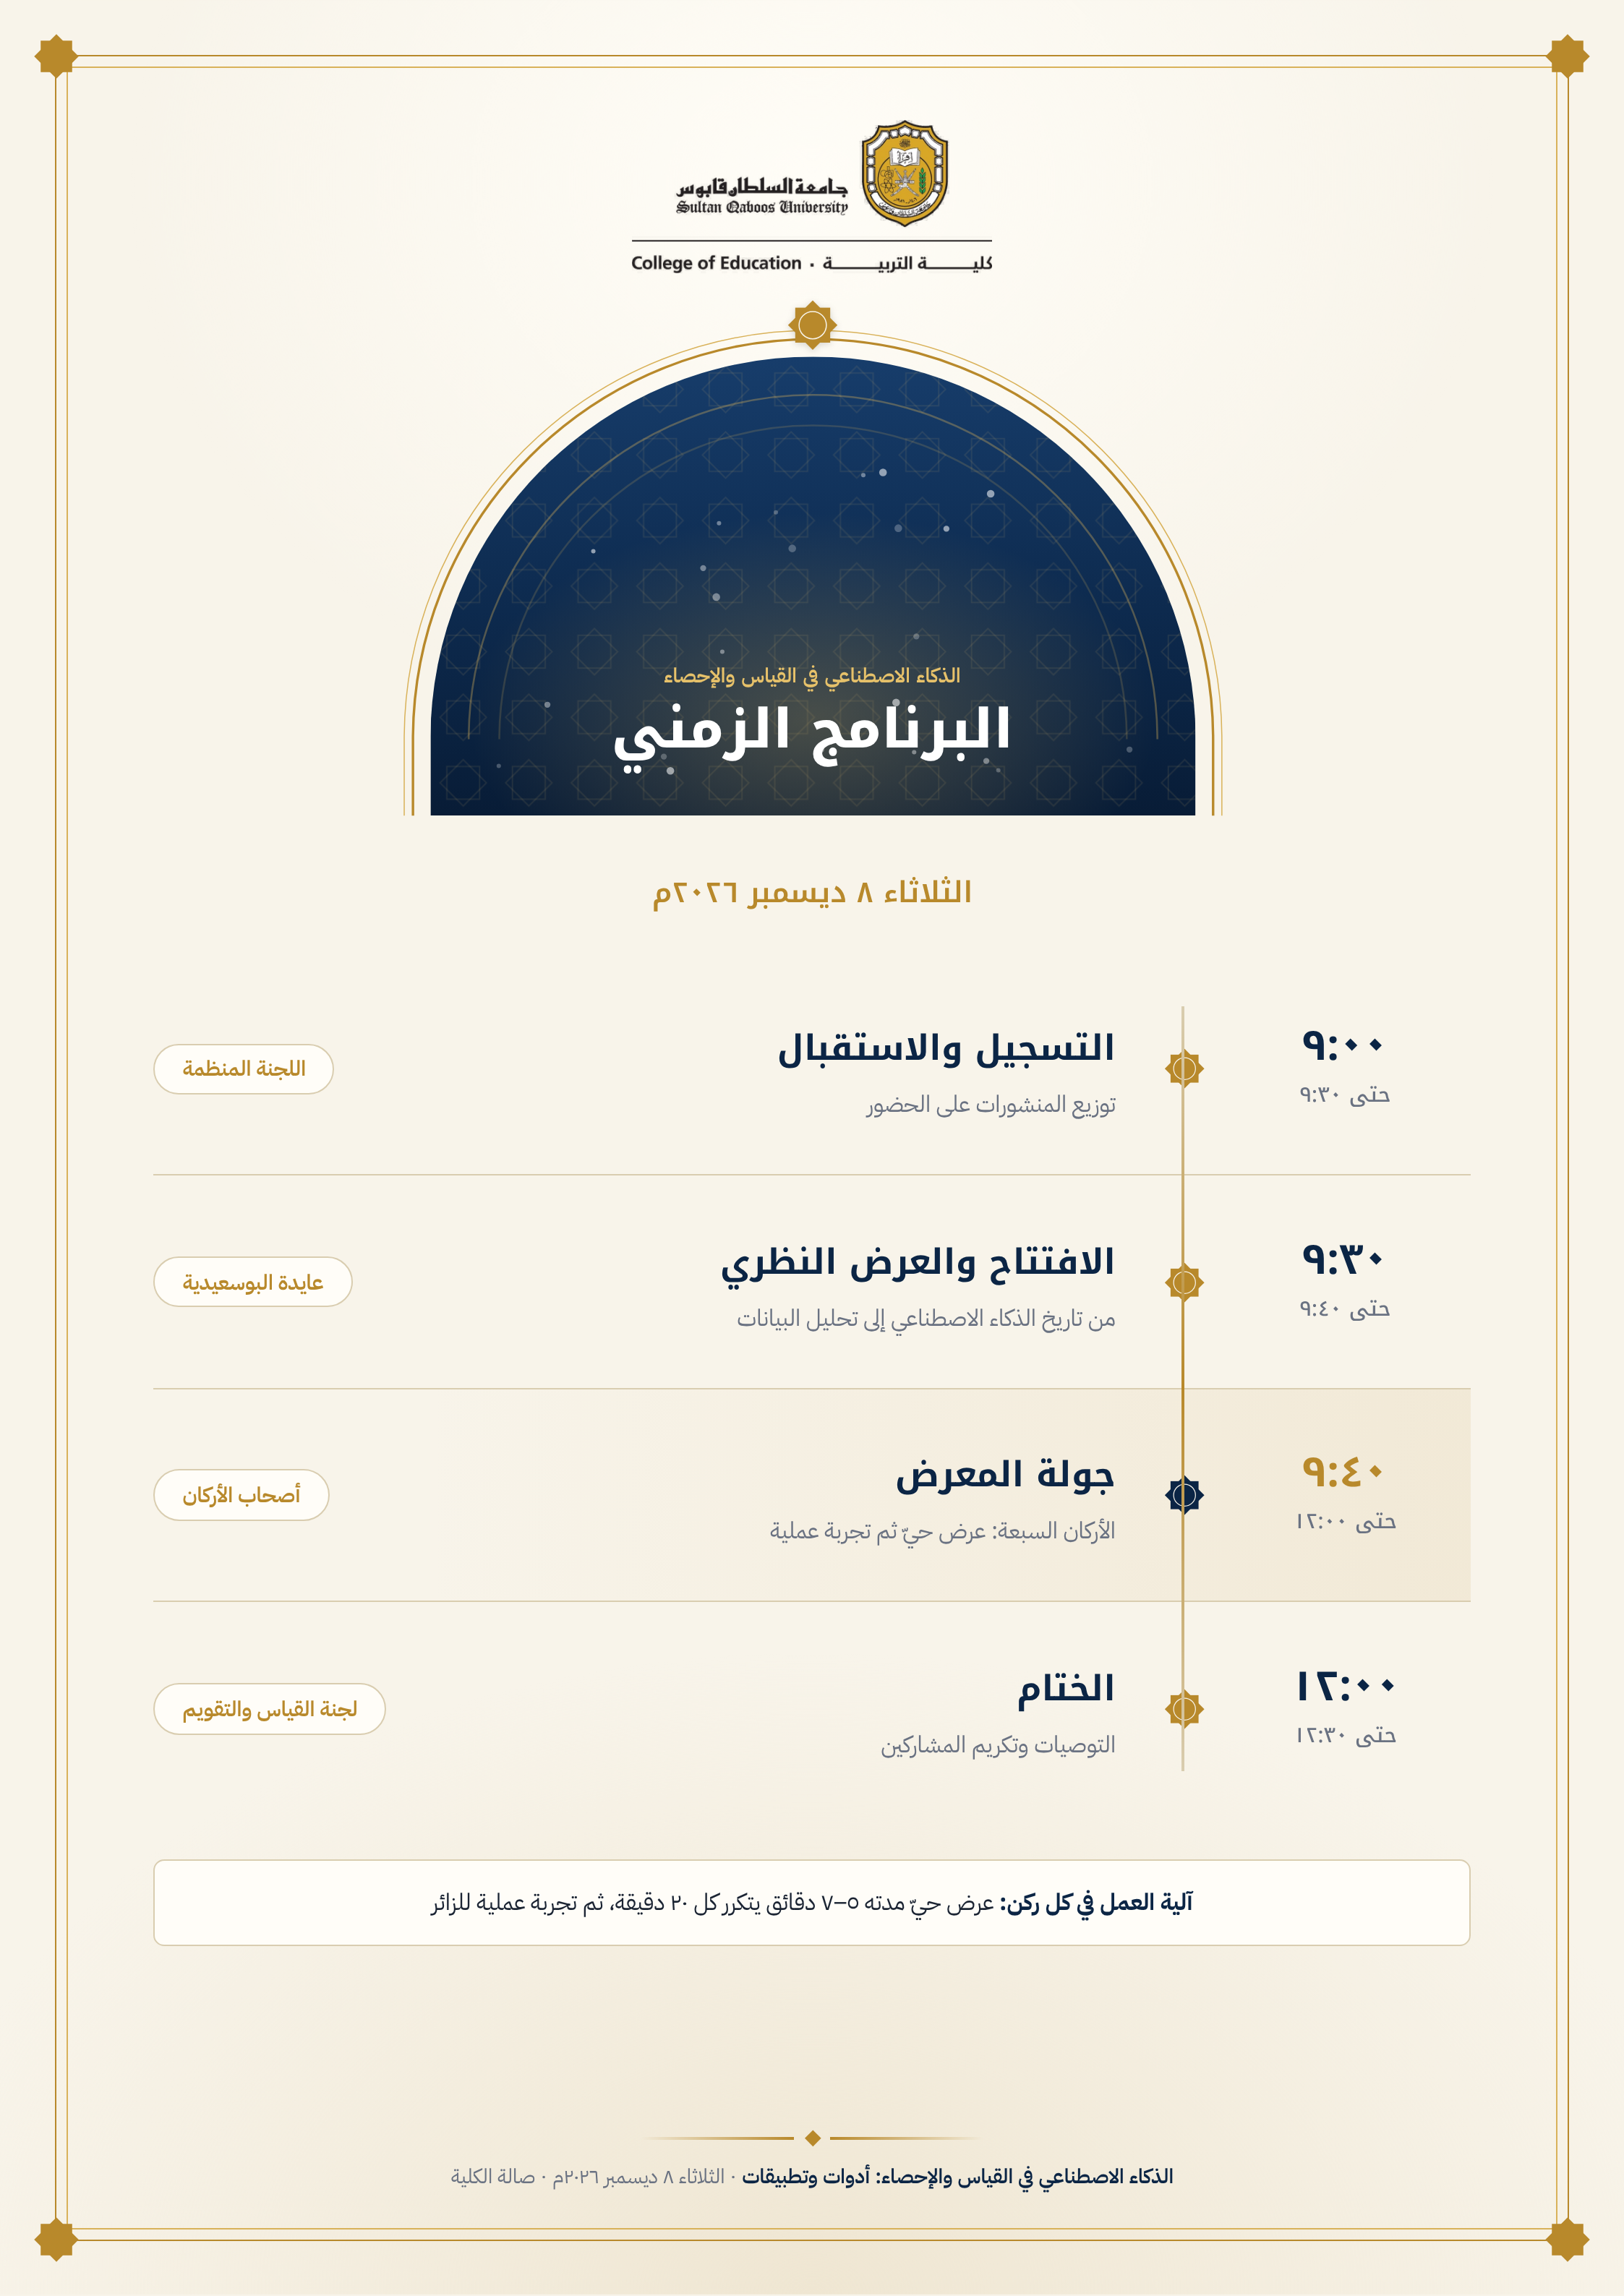 جامعة السلطان قابوس
Sultan Qaboos University
كليـــــــة التربيـــــــة · College of Education
الذكاء الاصطناعي في القياس والإحصاء
البرنامج الزمني
الثلاثاء ٨ ديسمبر ٢٠٢٦م
٩:٠٠
حتى ٩:٣٠
التسجيل والاستقبال
توزيع المنشورات على الحضور
اللجنة المنظمة
٩:٣٠
حتى ٩:٤٠
الافتتاح والعرض النظري
من تاريخ الذكاء الاصطناعي إلى تحليل البيانات
عايدة البوسعيدية
٩:٤٠
حتى ١٢:٠٠
جولة المعرض
الأركان السبعة: عرض حيّ ثم تجربة عملية
أصحاب الأركان
١٢:٠٠
حتى ١٢:٣٠
الختام
التوصيات وتكريم المشاركين
لجنة القياس والتقويم
آلية العمل في كل ركن: عرض حيّ مدته ٥–٧ دقائق يتكرر كل ٢٠ دقيقة، ثم تجربة عملية للزائر
الذكاء الاصطناعي في القياس والإحصاء: أدوات وتطبيقات · الثلاثاء ٨ ديسمبر ٢٠٢٦م · صالة الكلية